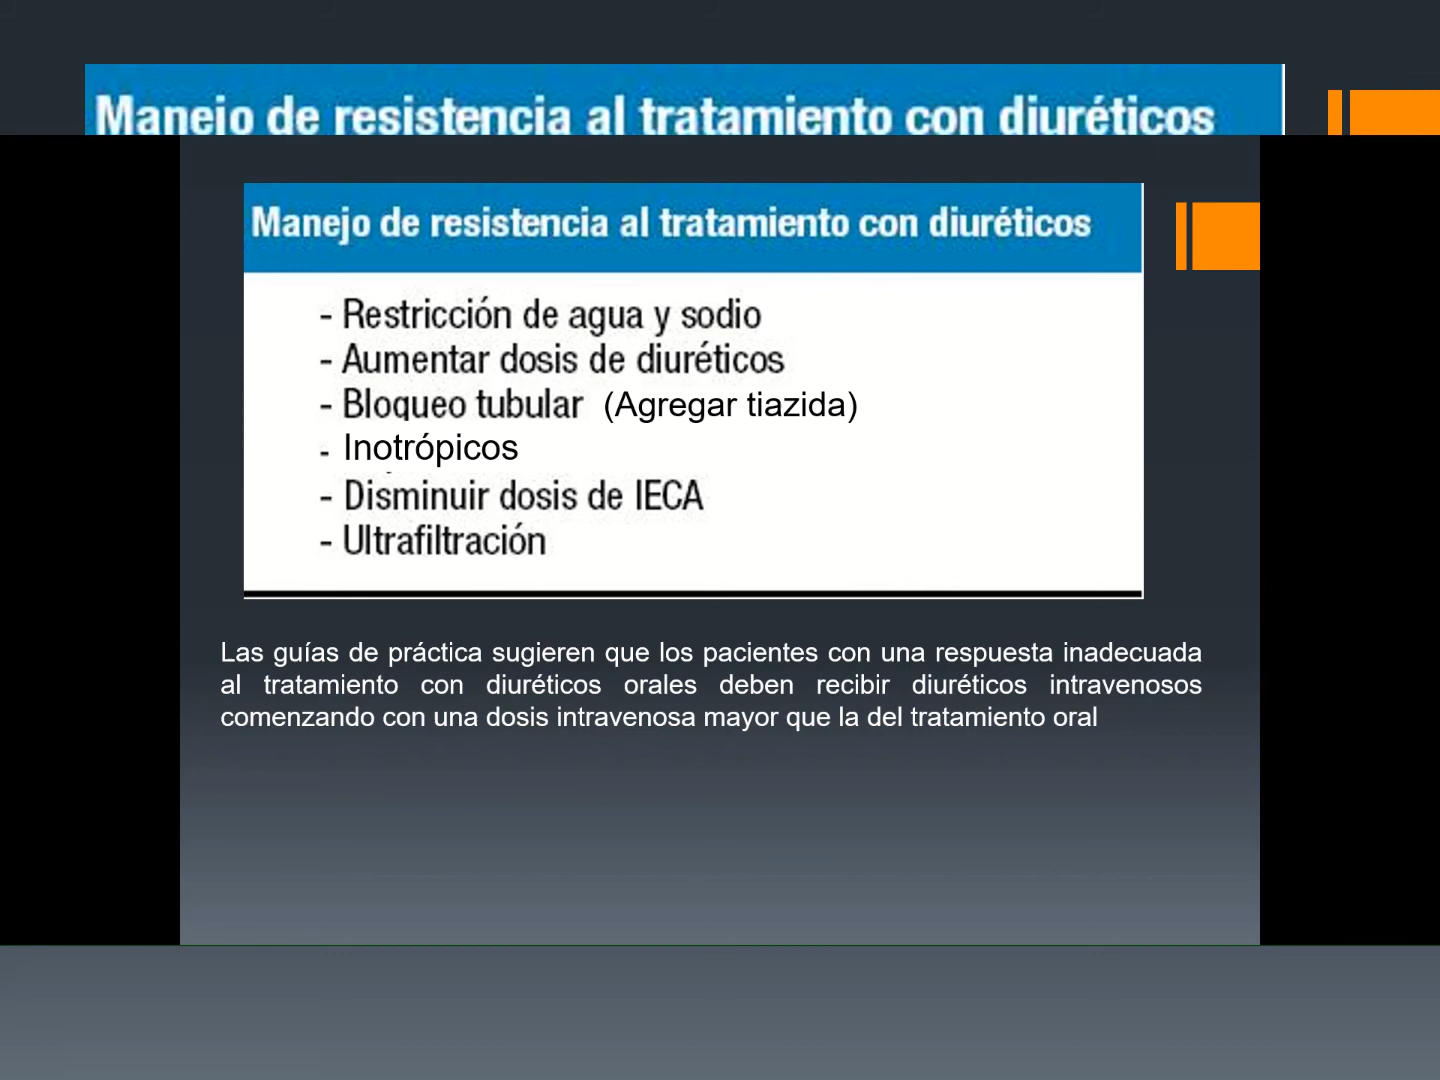 Manejo de resistencia al tratamiento con diuréticos
Manejo de resistencia al tratamiento con diuréticos
- Restricción de agua y sodio
- Aumentar dosis de diuréticos
- Bloqueo tubular (Agregar tiazida)
- Inotrópicos
- Disminuir dosis de IECA
- Ultrafiltración
Las guías de práctica sugieren que los pacientes con una respuesta inadecuada
al tratamiento con diuréticos orales deben recibir diuréticos intravenosos
comenzando con una dosis intravenosa mayor que la del tratamiento oral